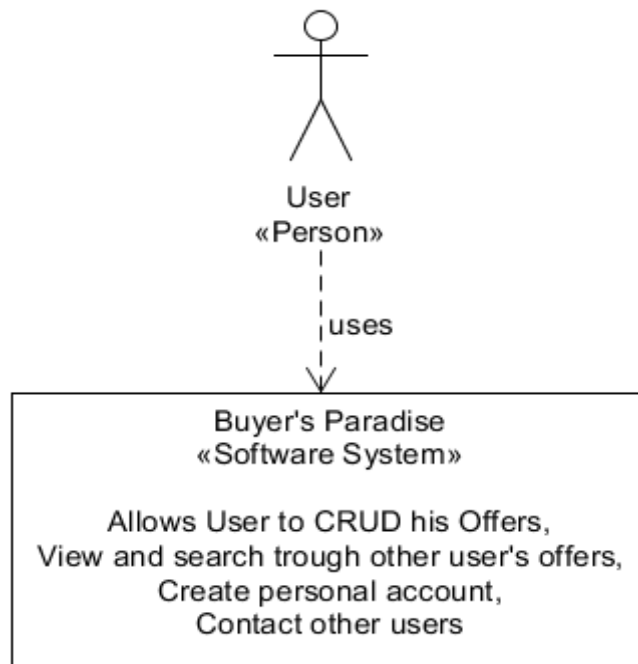 User
«Person»
uses
Buyer's Paradise
«Software System»
Allows User to CRUD his Offers,
View and search trough other user's offers,
Create personal account,
Contact other users